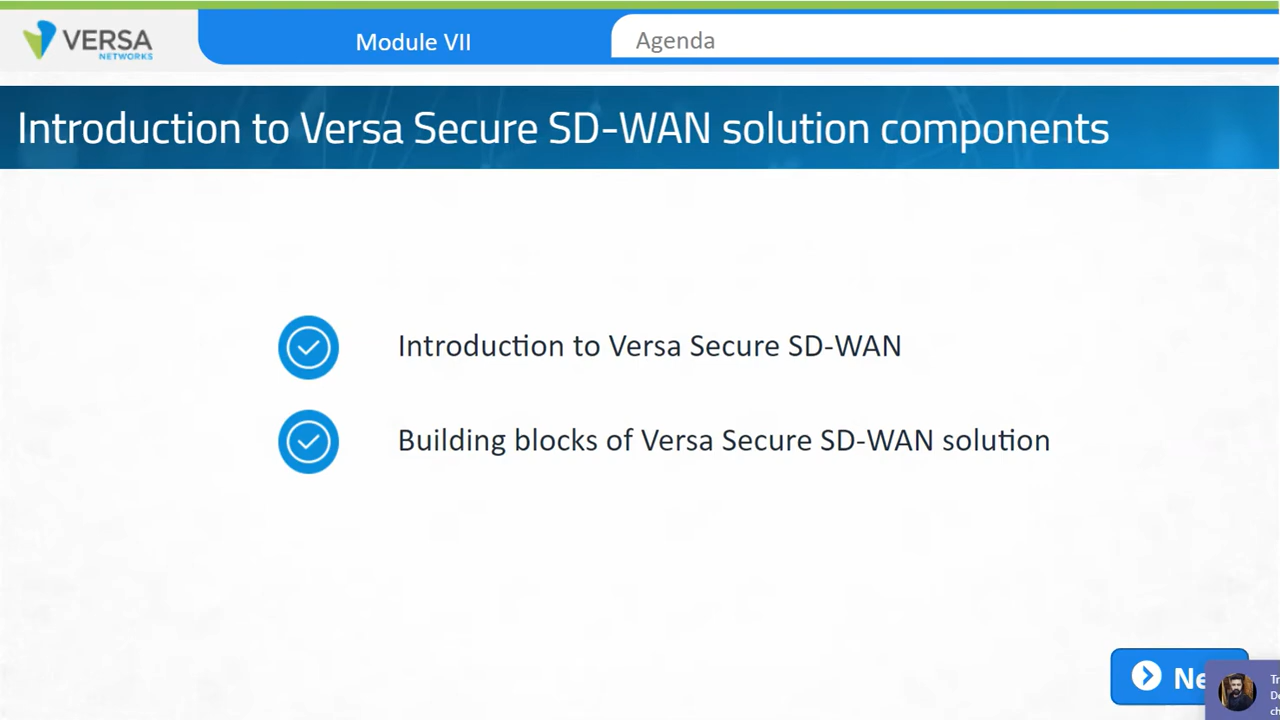 VERSA
NETWORKS
Module VII
Agenda
Introduction to Versa Secure SD-WAN solution components
Introduction to Versa Secure SD-WAN
Building blocks of Versa Secure SD-WAN solution